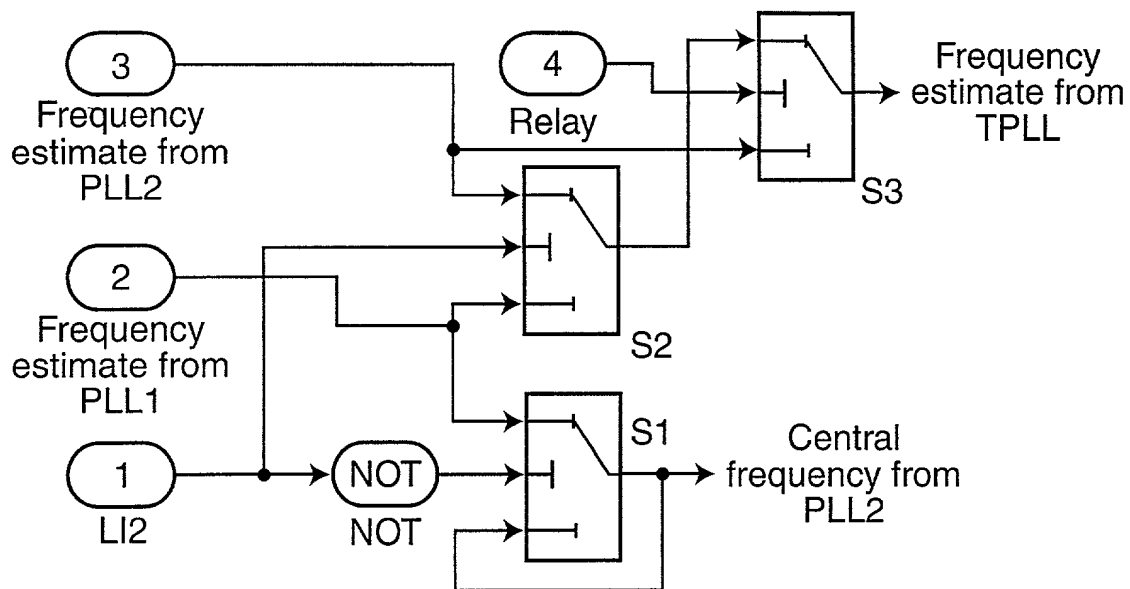 3
Frequency
estimate from
PLL2
4
Relay
Frequency
estimate from
TPLL
S3
2
Frequency
estimate from
PLL1
S2
1
LI2
NOT
NOT
S1
Central
frequency from
PLL2